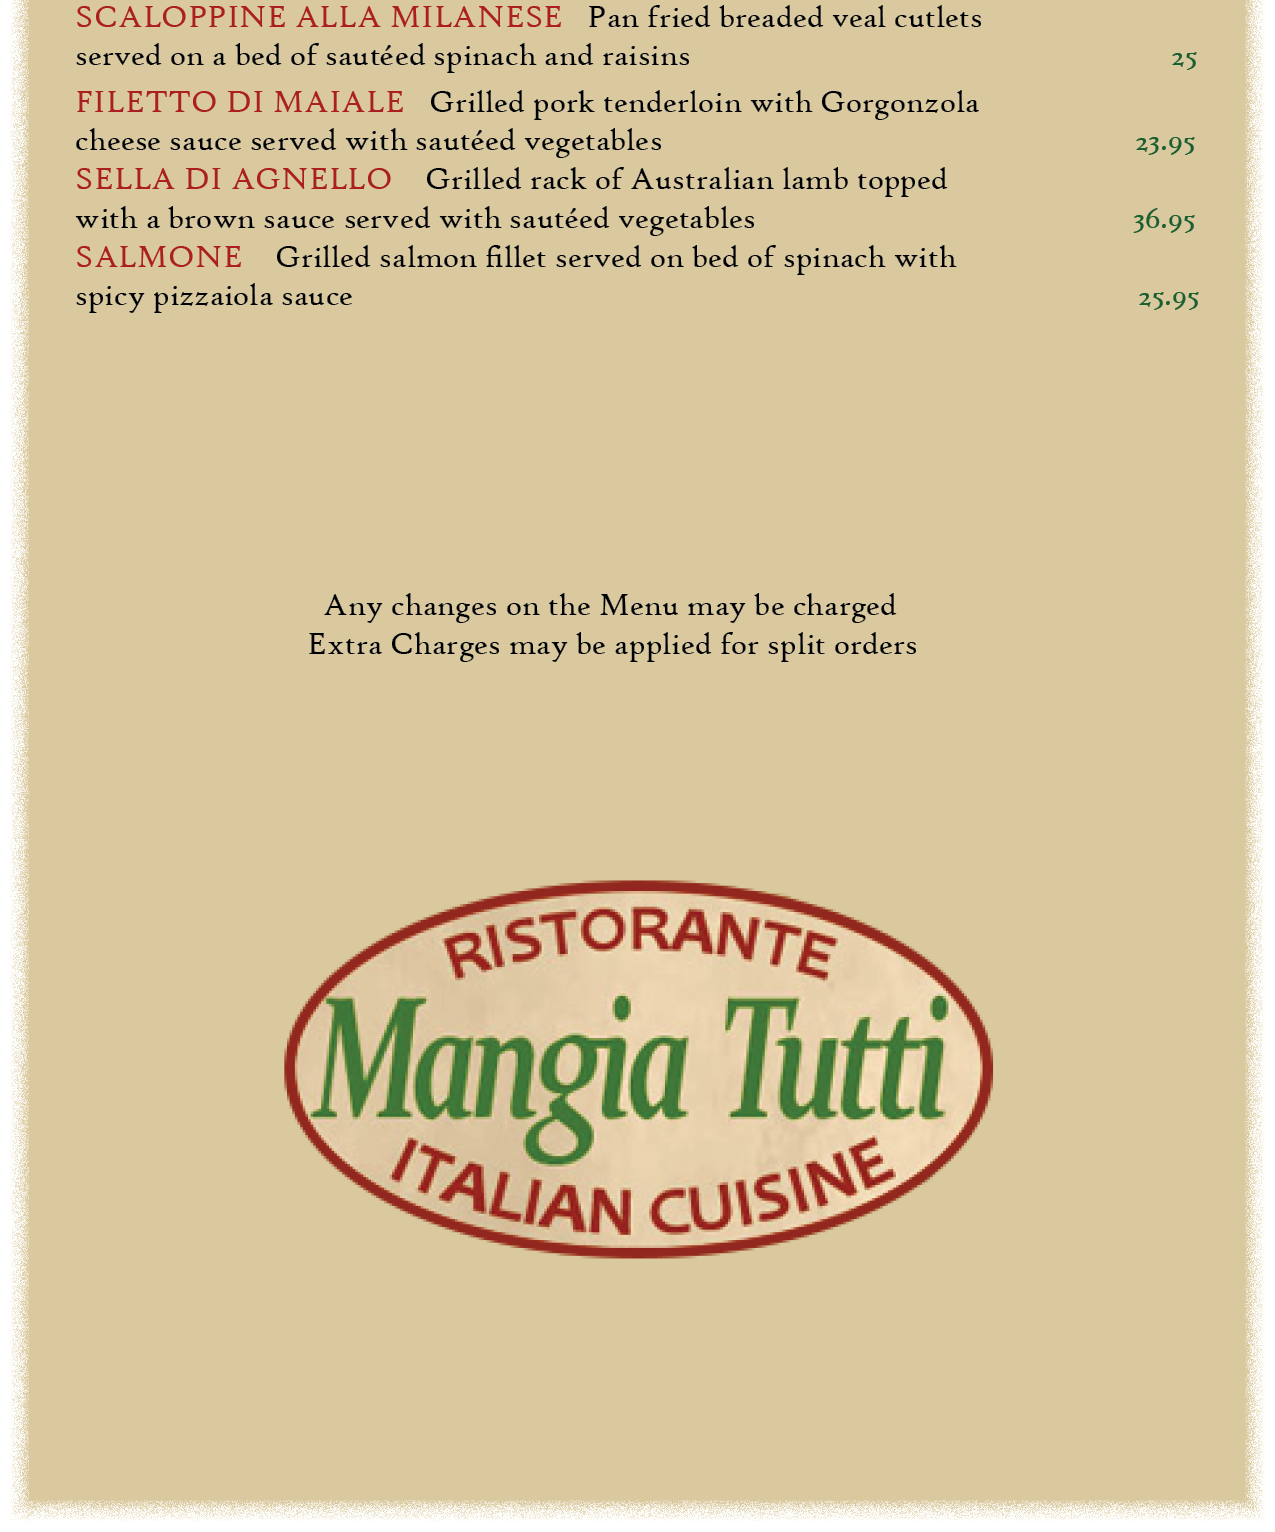 SCALOPPINE ALLA MILANESE Pan fried breaded veal cutlets
served on a bed of sautéed spinach and raisins 25
FILETTO DI MAIALE Grilled pork tenderloin with Gorgonzola
cheese sauce served with sautéed vegetables 23.95
SELLA DI AGNELLO Grilled rack of Australian lamb topped
with a brown sauce served with sautéed vegetables 36.95
SALMONE Grilled salmon fillet served on bed of spinach with
spicy pizzaiola sauce 25.95
Any changes on the Menu may be charged
Extra Charges may be applied for split orders
RISTORANTE
Mangia Tutti
ITALIAN CUISINE